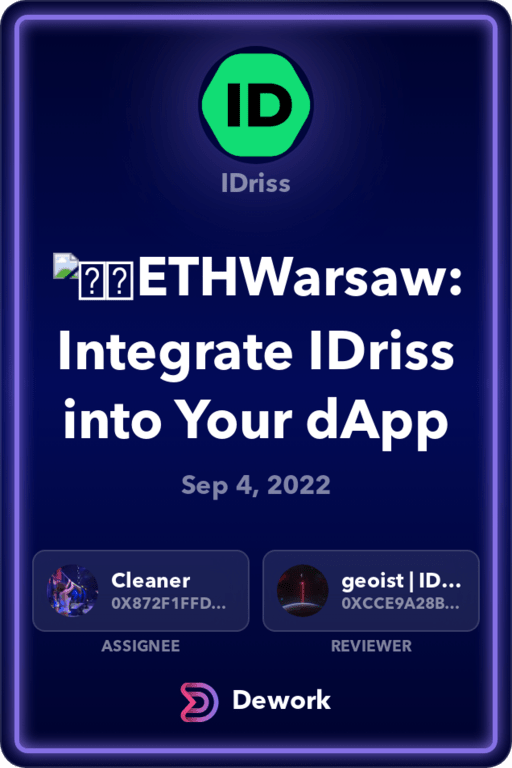 ID
IDriss
ETHWarsaw:
Integrate IDriss
into Your dApp
Sep 4, 2022
Cleaner
0X872F1FFD...
geoist | ID...
0XCCE9A28B...
ASSIGNEE
REVIEWER
Dework